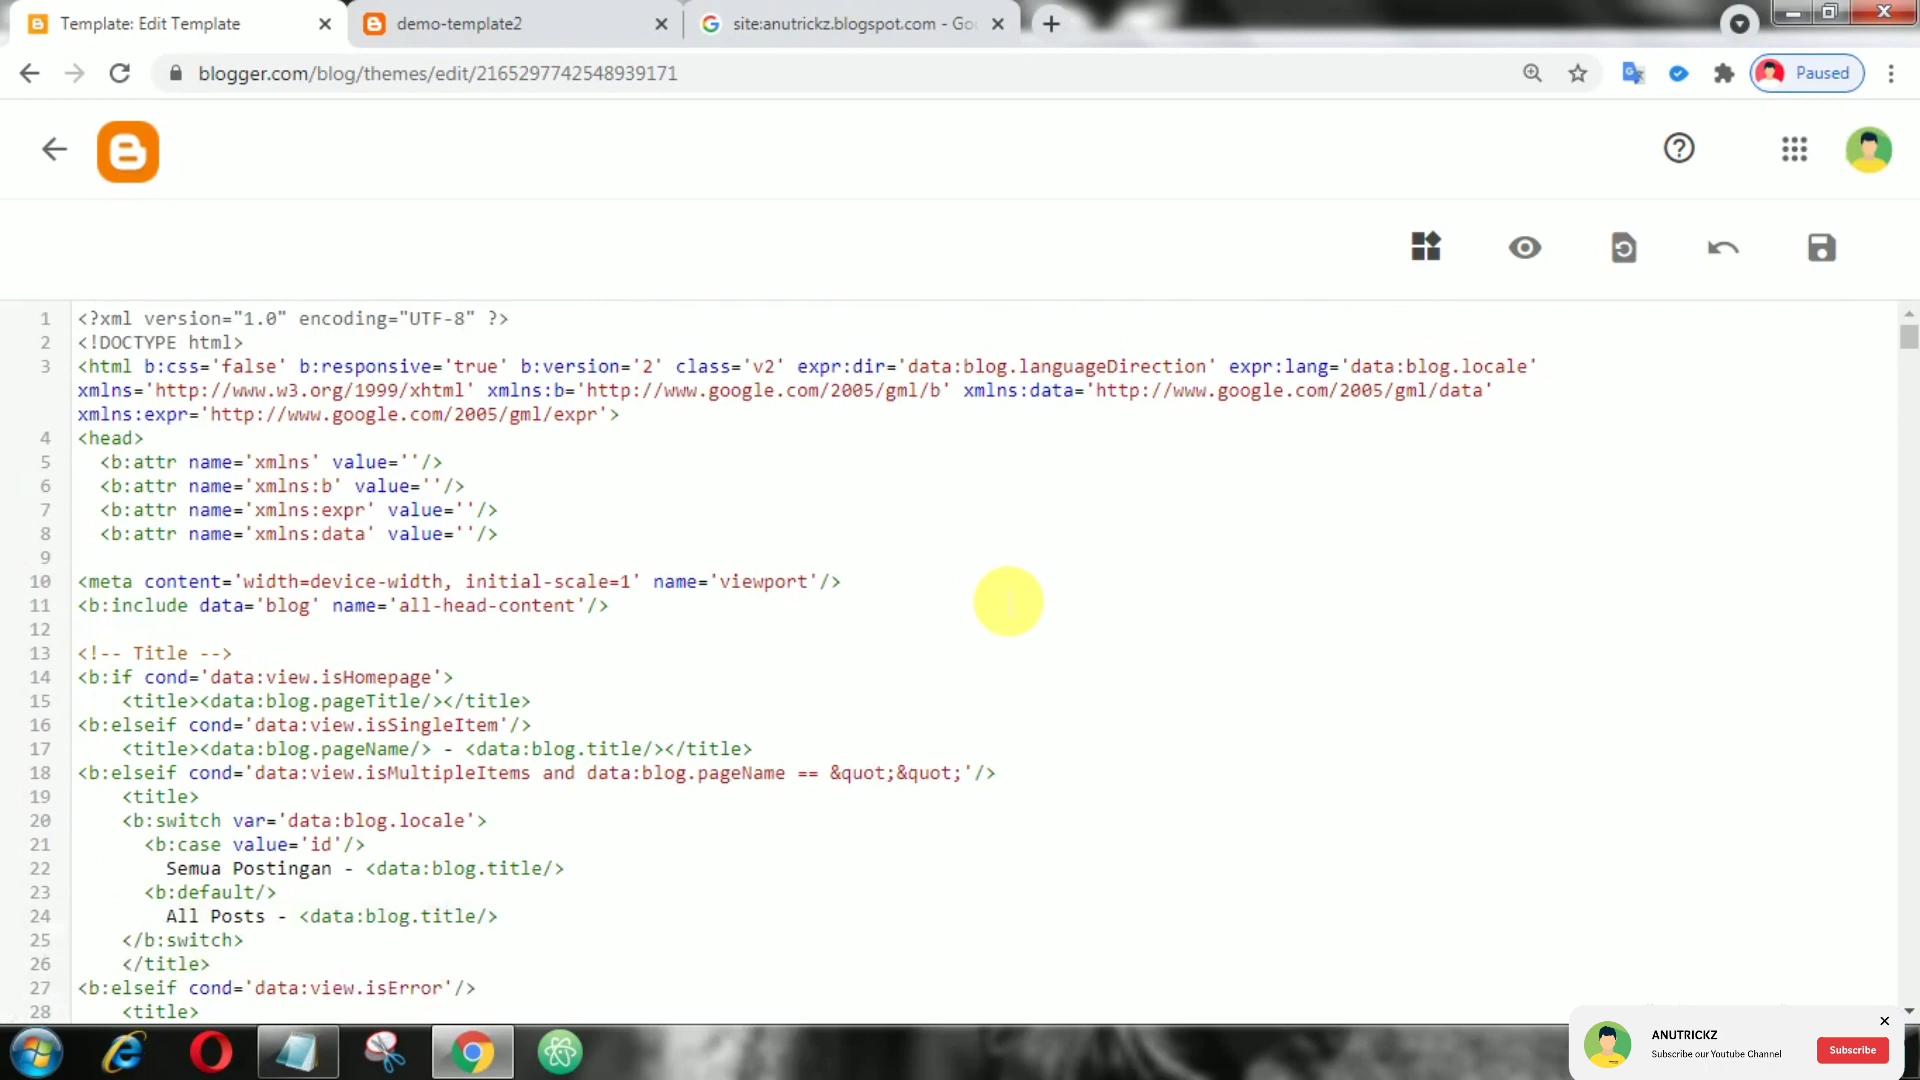 Template: Edit Template
demo-template2
site:anutrickz.blogspot.com - Goo
blogger.com/blog/themes/edit/2165297742548939171
Paused
1 <?xml version="1.0" encoding="UTF-8" ?>
2 <!DOCTYPE html>
3 <html b:css='false' b:responsive='true' b:version='2' class='v2' expr:dir='data:blog.languageDirection' expr:lang='data:blog.locale'
xmlns='http://www.w3.org/1999/xhtml' xmlns:b='http://www.google.com/2005/gml/b' xmlns:data='http://www.google.com/2005/gml/data'
xmlns:expr='http://www.google.com/2005/gml/expr'>
4 <head>
5 <b:attr name='xmlns' value=''/>
6 <b:attr name='xmlns:b' value=''/>
7 <b:attr name='xmlns:expr' value=''/>
8 <b:attr name='xmlns:data' value=''/>
9
10 <meta content='width=device-width, initial-scale=1' name='viewport'/>
11 <b:include data='blog' name='all-head-content'/>
12
13 <!-- Title -->
14 <b:if cond='data:view.isHomepage'>
15 <title><data:blog.pageTitle/></title>
16 <b:elseif cond='data:view.isSingleItem'/>
17 <title><data:blog.pageName/> - <data:blog.title/></title>
18 <b:elseif cond='data:view.isMultipleItems and data:blog.pageName == &quot;&quot;'/>
19 <title>
20 <b:switch var='data:blog.locale'>
21 <b:case value='id'/>
22 Semua Postingan - <data:blog.title/>
23 <b:default/>
24 All Posts - <data:blog.title/>
25 </b:switch>
26 </title>
27 <b:elseif cond='data:view.isError'/>
28 <title>
ANUTRICKZ
Subscribe our Youtube Channel
Subscribe